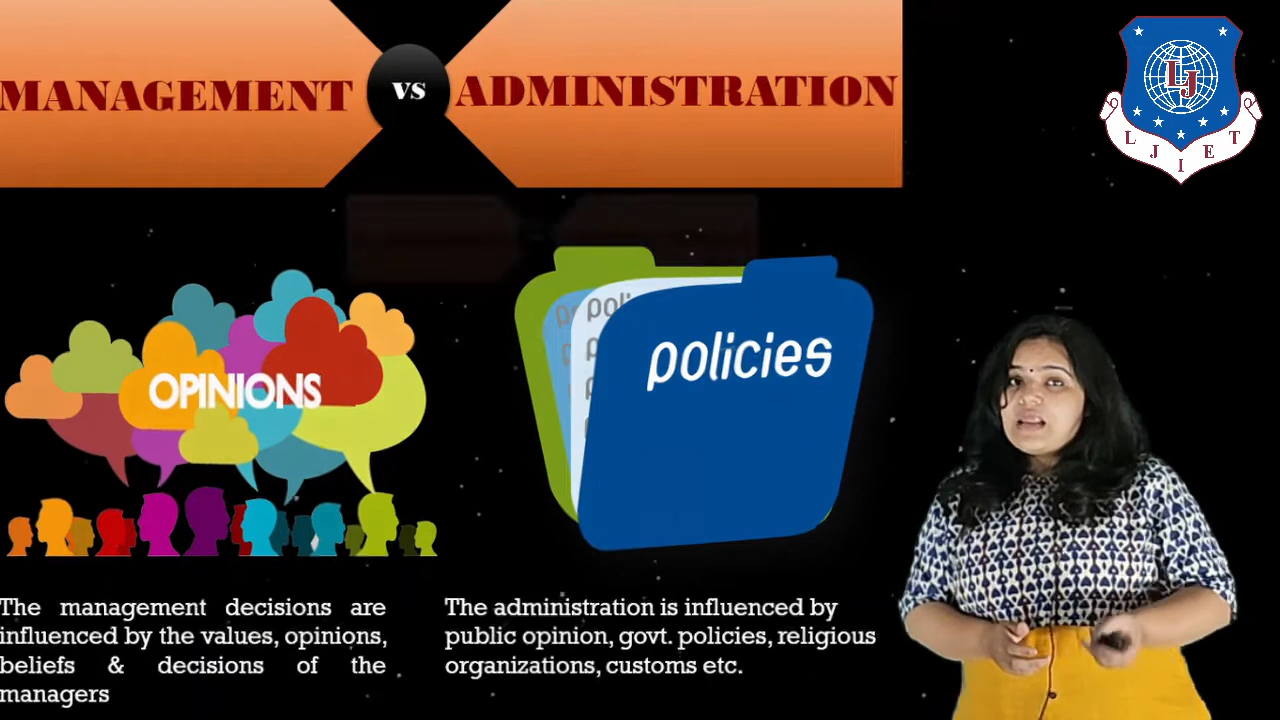 MANAGEMENT VS ADMINISTRATION
LJ
L J I E T
OPINIONS
policies
The management decisions are
influenced by the values, opinions,
beliefs & decisions of the
managers
The administration is influenced by
public opinion, govt. policies, religious
organizations, customs etc.